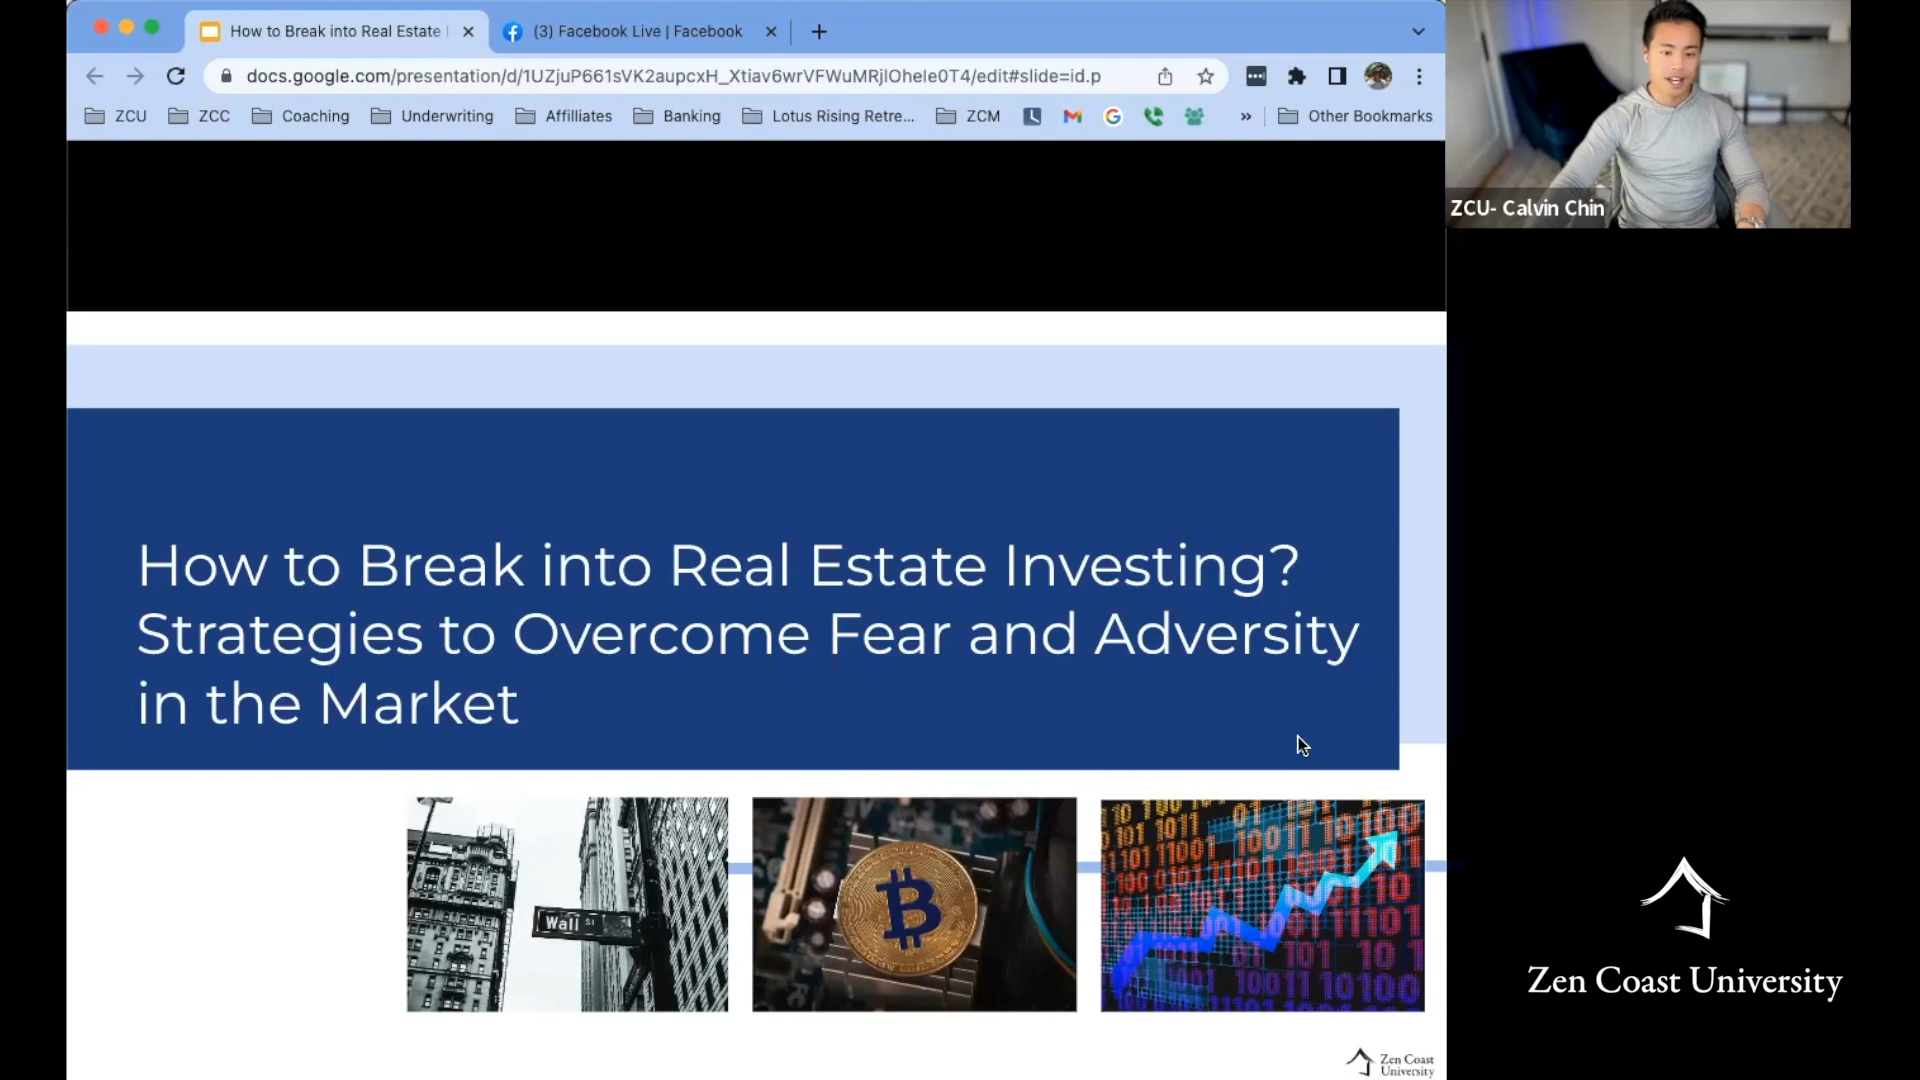 How to Break into Real Estate
(3) Facebook Live | Facebook
docs.google.com/presentation/d/1UZjuP661sVK2aupcxH_Xtiav6wrVFWuMRjlOhele0T4/edit#slide=id.p
ZCU
ZCC
Coaching
Underwriting
Affilliates
Banking
Lotus Rising Retre...
ZCM
Other Bookmarks
ZCU- Calvin Chin
How to Break into Real Estate Investing?
Strategies to Overcome Fear and Adversity
in the Market
Wall St
Zen Coast University
Zen Coast
University